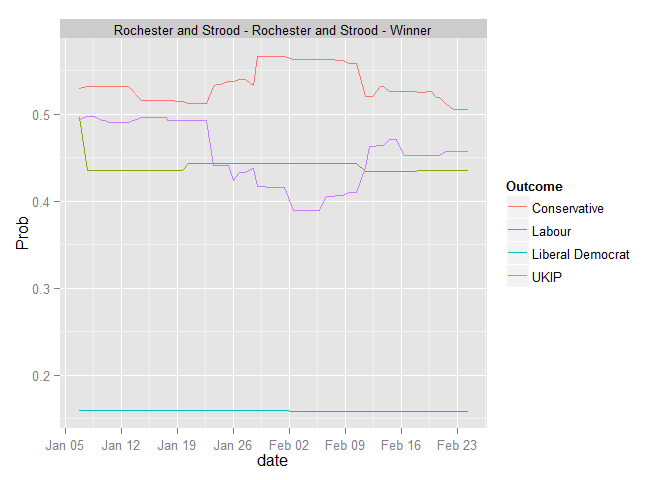 Rochester and Strood - Rochester and Strood - Winner
Prob
0.5
0.4
0.3
0.2
Jan 05 Jan 12 Jan 19 Jan 26 Feb 02 Feb 09 Feb 16 Feb 23
date
Outcome
Conservative
Labour
Liberal Democrat
UKIP